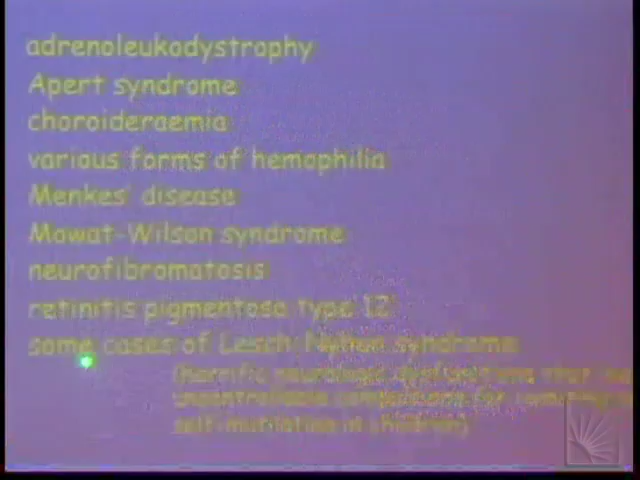 adrenoleukodystrophy
Apert syndrome
choroideraemia
various forms of hemophilia
Menkes' disease
Mowat-Wilson syndrome
neurofibromatosis
retinitis pigmentosa type 12
some cases of Lesch-Nyhan syndrome
(horrific neurologic dysfunctions that
uncontrollable compulsions for vomiting
self-mutilation in children)